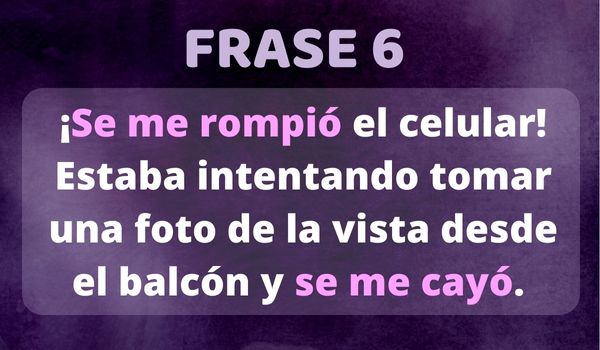 FRASE 6
¡Se me rompió el celular!
Estaba intentando tomar
una foto de la vista desde
el balcón y se me cayó.